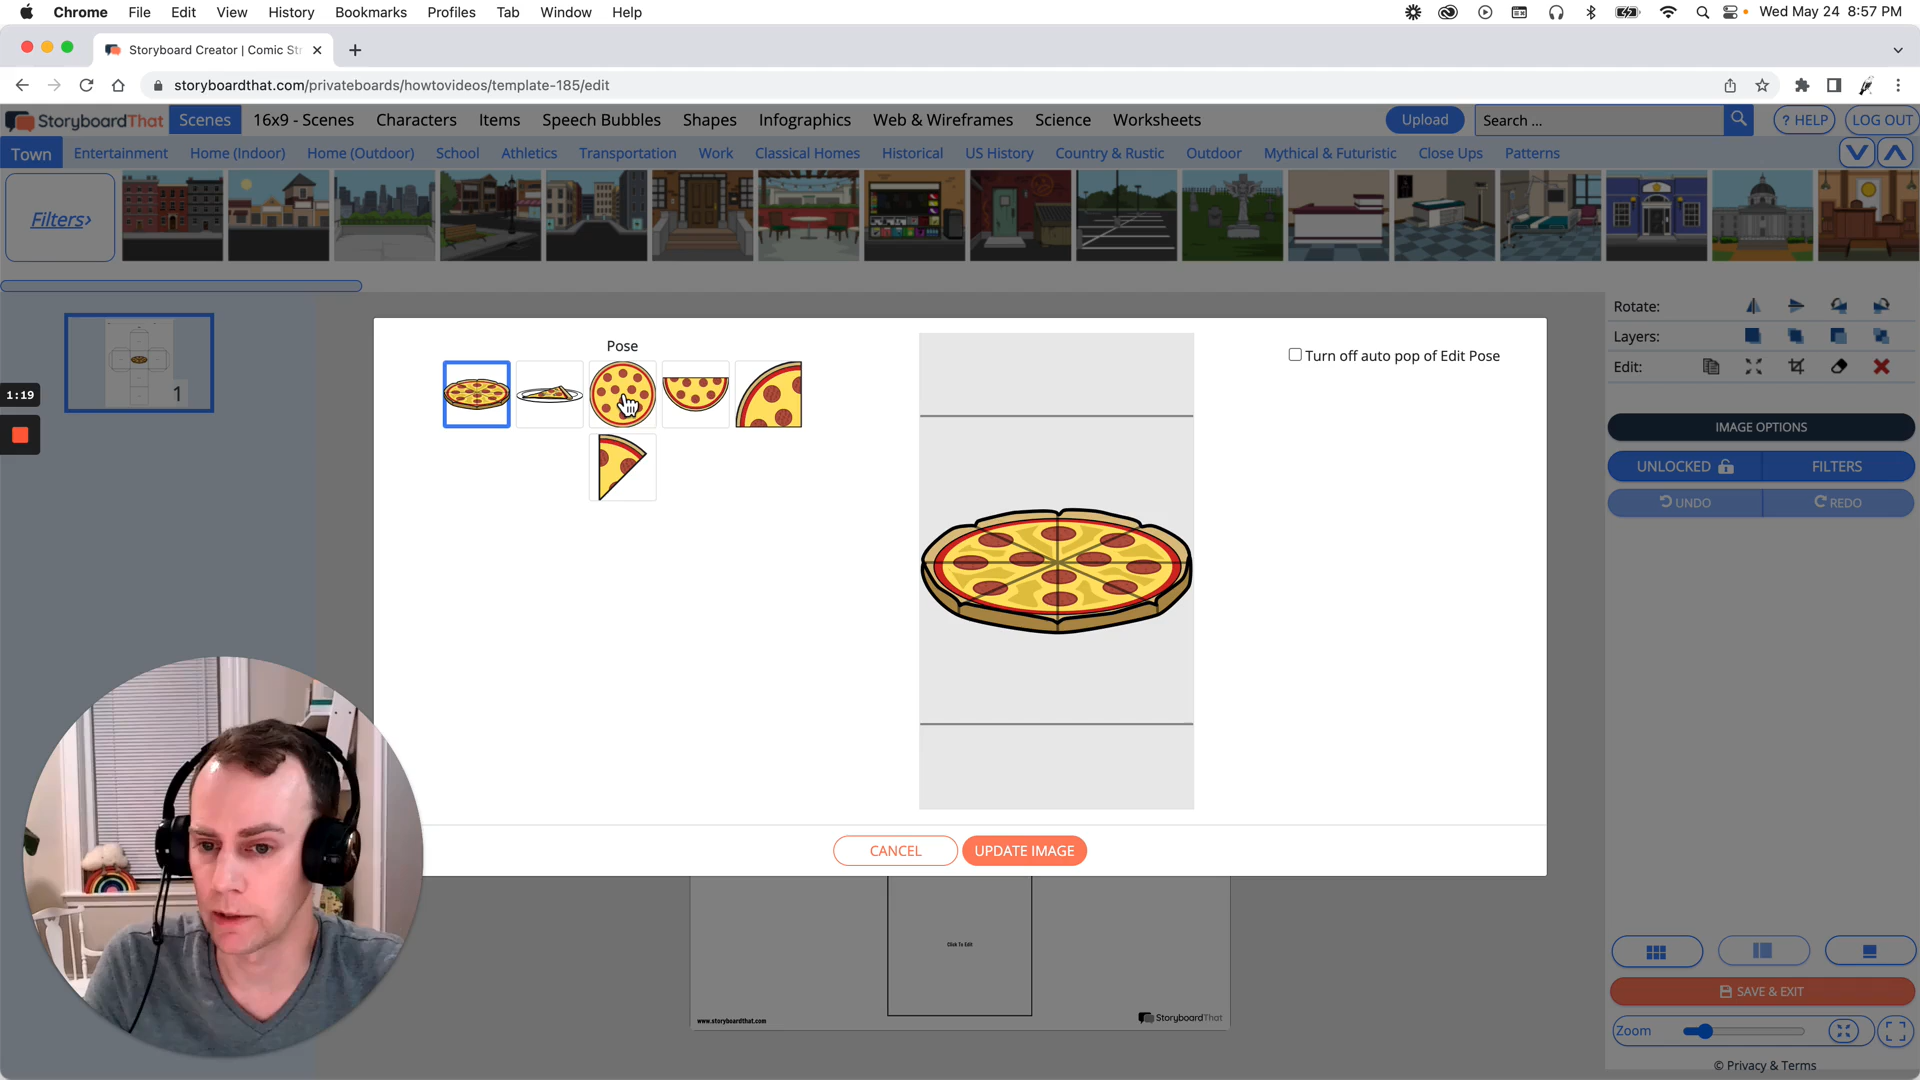 Chrome File Edit View History Bookmarks Profiles Tab Window Help Wed May 24 8:57 PM
Storyboard Creator | Comic St
storyboardthat.com/privateboards/howtovideos/template-185/edit
StoryboardThat Scenes 16x9 - Scenes Characters Items Speech Bubbles Shapes Infographics Web & Wireframes Science Worksheets Upload Search ... ? HELP LOG OUT
Town Entertainment Home (Indoor) Home (Outdoor) School Athletics Transportation Work Classical Homes Historical US History Country & Rustic Outdoor Mythical & Futuristic Close Ups Patterns
Filters›
Rotate:
Layers:
Edit:
1
1:19
Pose
Turn off auto pop of Edit Pose
IMAGE OPTIONS
UNLOCKED FILTERS
UNDO REDO
CANCEL UPDATE IMAGE
Click To Edit
www.storyboardthat.com StoryboardThat
SAVE & EXIT
Zoom
© Privacy & Terms